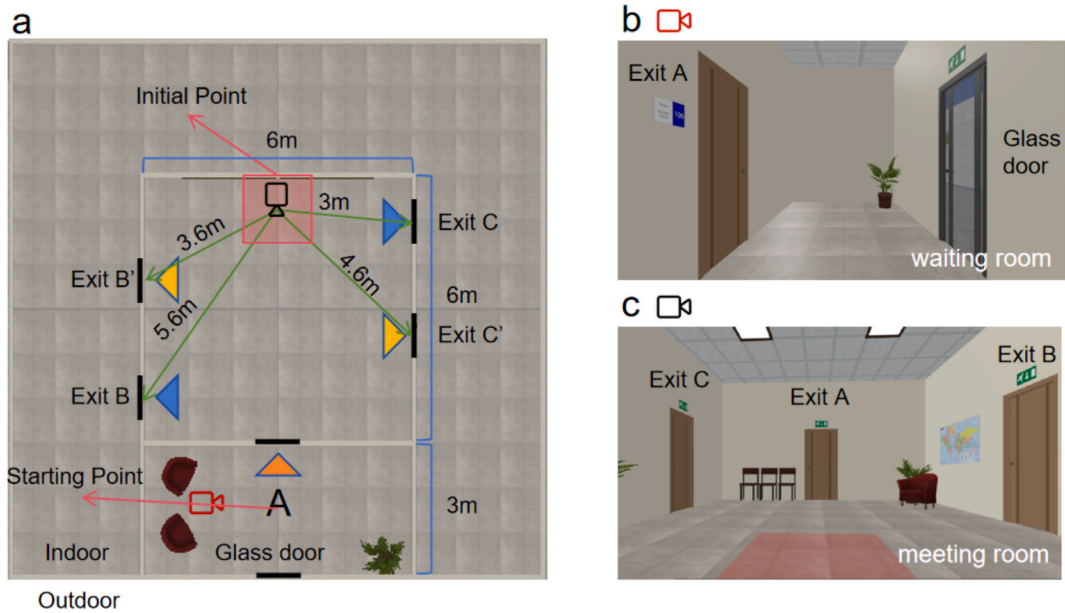 a
Initial Point
6m
3m
Exit C
3.6m
4.6m
Exit B'
5.6m
6m
Exit C'
Exit B
Starting Point
A
3m
Indoor
Glass door
Outdoor
b
Exit A
106
Glass
door
waiting room
c
Exit C
Exit A
Exit B
meeting room